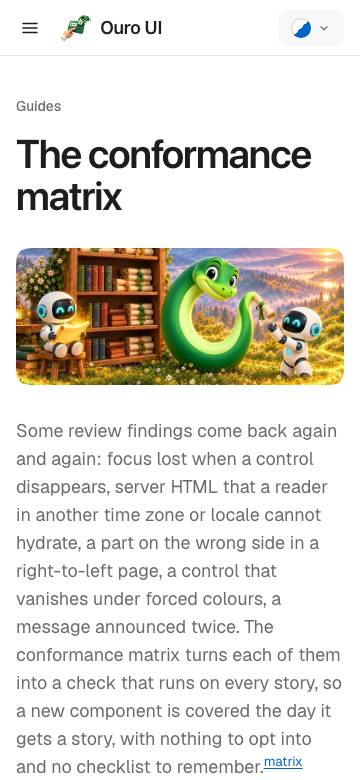 Ouro UI
Guides
The conformance
matrix
Some review findings come back again
and again: focus lost when a control
disappears, server HTML that a reader
in another time zone or locale cannot
hydrate, a part on the wrong side in a
right-to-left page, a control that
vanishes under forced colours, a
message announced twice. The
conformance matrix turns each of them
into a check that runs on every story, so
a new component is covered the day it
gets a story, with nothing to opt into
and no checklist to remember.matrix